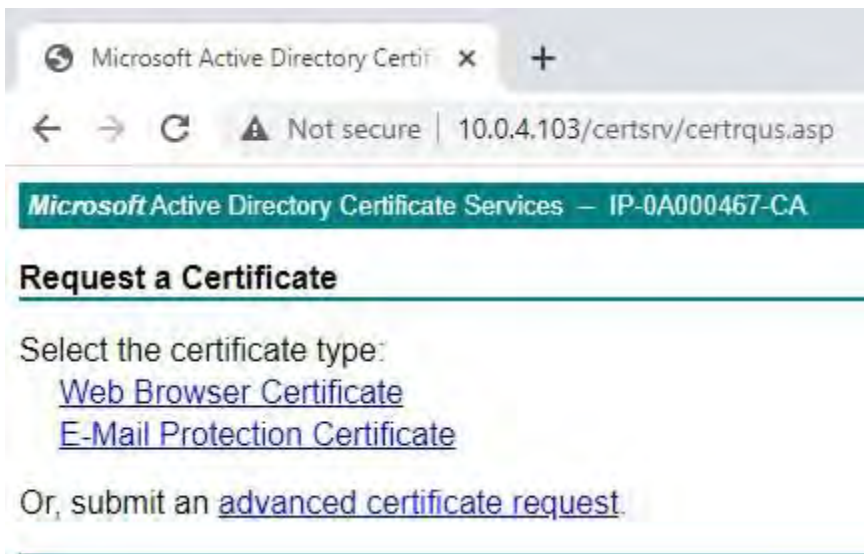 Microsoft Active Directory Certif
Not secure | 10.0.4.103/certsrv/certrqus.asp
Microsoft Active Directory Certificate Services – IP-0A000467-CA
Request a Certificate
Select the certificate type:
Web Browser Certificate
E-Mail Protection Certificate
Or, submit an advanced certificate request.